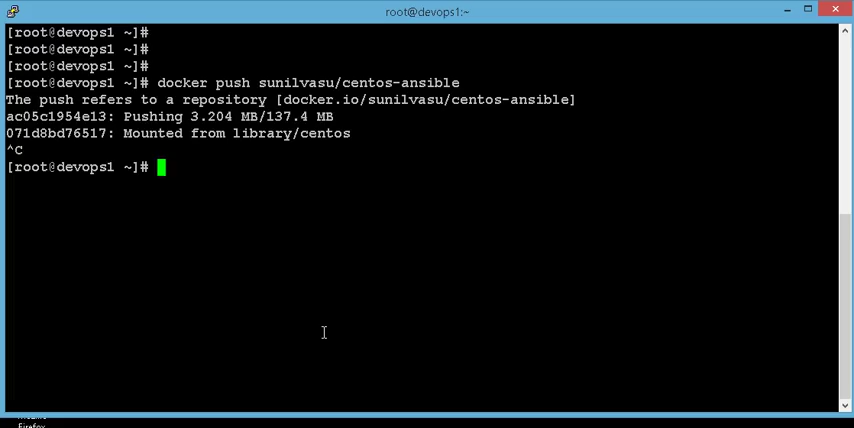 root@devops1:~
[root@devops1 ~]#
[root@devops1 ~]#
[root@devops1 ~]#
[root@devops1 ~]# docker push sunilvasu/centos-ansible
The push refers to a repository [docker.io/sunilvasu/centos-ansible]
ac05c1954e13: Pushing 3.204 MB/137.4 MB
071d8bd76517: Mounted from library/centos
^C
[root@devops1 ~]#
Firefox